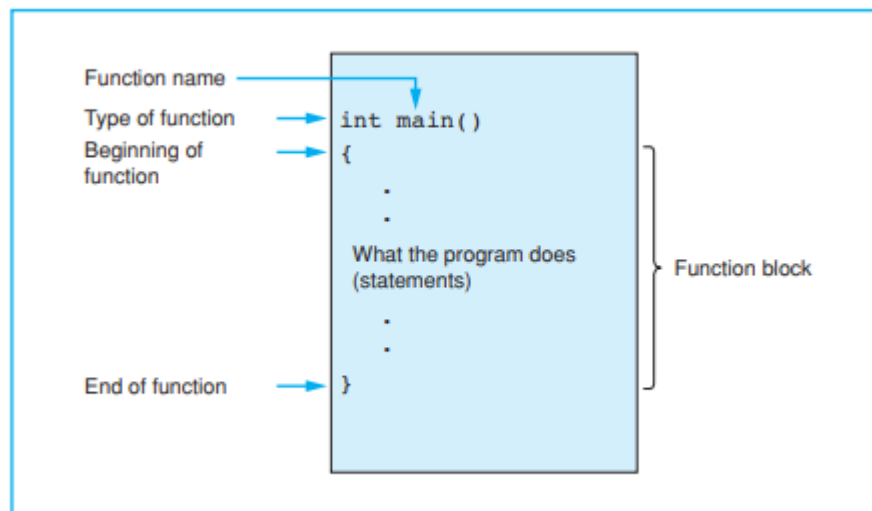 Function name
Type of function
int main()
Beginning of
function
{
.
.
What the program does
(statements)
Function block
.
.
End of function
}